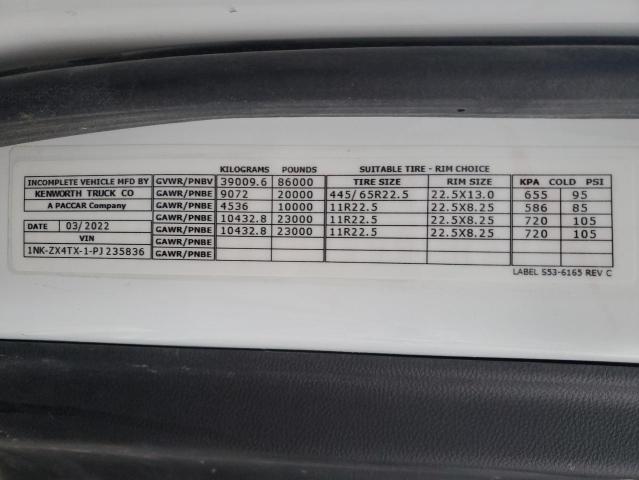 KILOGRAMS POUNDS SUITABLE TIRE - RIM CHOICE
INCOMPLETE VEHICLE MFD BY GVWR/PNBV 39009.6 86000 TIRE SIZE RIM SIZE KPA COLD PSI
KENWORTH TRUCK CO GAWR/PNBE 9072 20000 445/65R22.5 22.5X13.0 655 95
A PACCAR Company GAWR/PNBE 4536 10000 11R22.5 22.5X8.25 586 85
GAWR/PNBE 10432.8 23000 11R22.5 22.5X8.25 720 105
DATE 03/2022 GAWR/PNBE 10432.8 23000 11R22.5 22.5X8.25 720 105
VIN GAWR/PNBE
1NK-ZX4TX-1-PJ235836 GAWR/PNBE
LABEL S53-6165 REV C